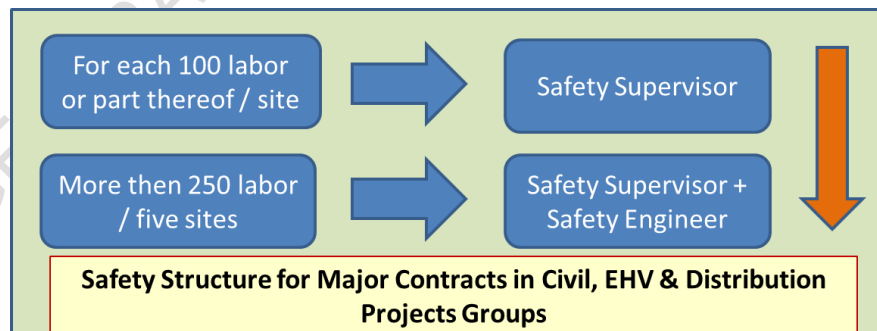 For each 100 labor
or part thereof / site
Safety Supervisor
More then 250 labor
/ five sites
Safety Supervisor +
Safety Engineer
Safety Structure for Major Contracts in Civil, EHV & Distribution
Projects Groups